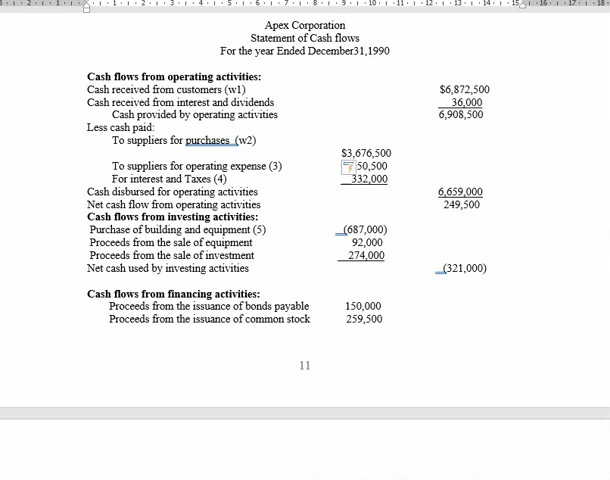 Apex Corporation
Statement of Cash flows
For the year Ended December31,1990
Cash flows from operating activities:
Cash received from customers (w1) $6,872,500
Cash received from interest and dividends 36,000
Cash provided by operating activities 6,908,500
Less cash paid:
To suppliers for purchases (w2)
$3,676,500
To suppliers for operating expense (3) 50,500
For interest and Taxes (4) 332,000
Cash disbursed for operating activities 6,659,000
Net cash flow from operating activities 249,500
Cash flows from investing activities:
Purchase of building and equipment (5) (687,000)
Proceeds from the sale of equipment 92,000
Proceeds from the sale of investment 274,000
Net cash used by investing activities (321,000)
Cash flows from financing activities:
Proceeds from the issuance of bonds payable 150,000
Proceeds from the issuance of common stock 259,500
11